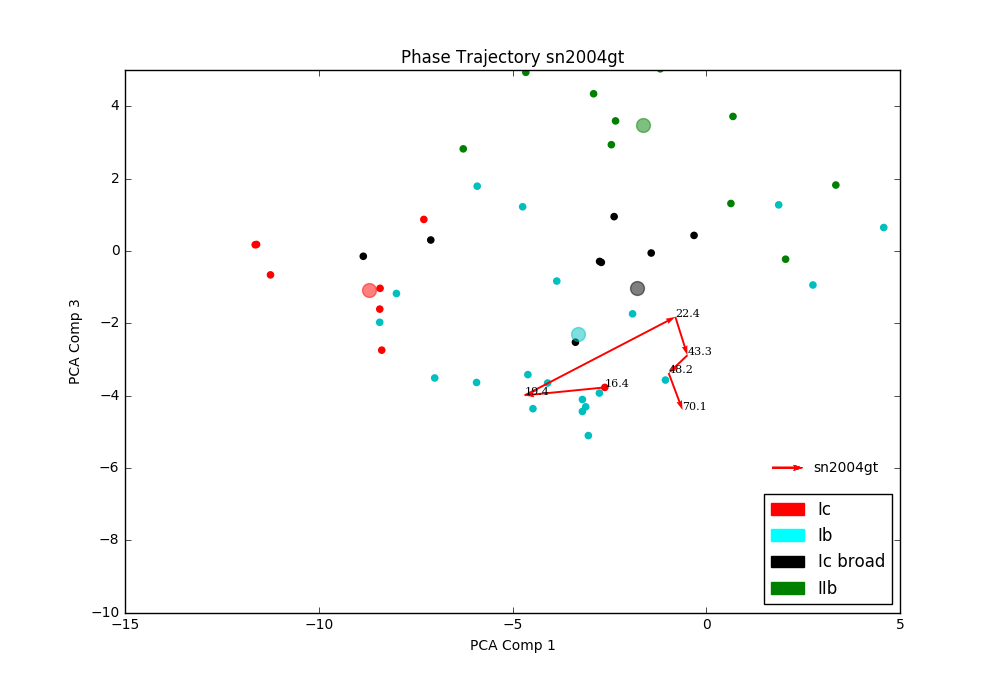 Phase Trajectory sn2004gt
4
2
0
−2
−4
−6
−8
−10
PCA Comp 3
22.4
43.3
48.2
16.4
19.4
70.1
sn2004gt
Ic
Ib
Ic broad
IIb
−15
−10
−5
0
5
PCA Comp 1